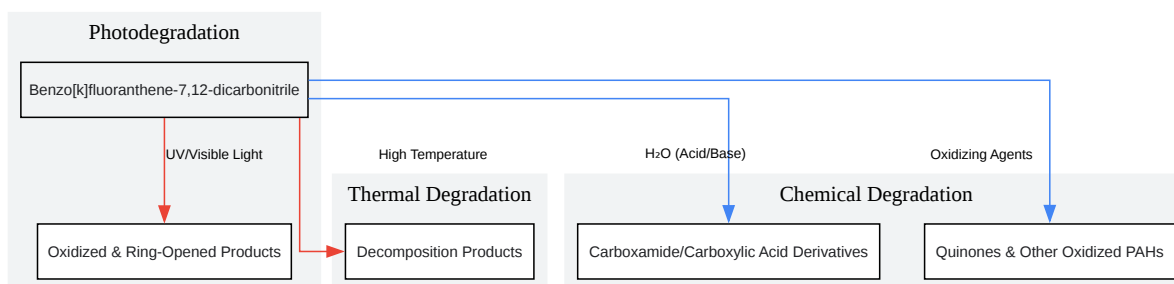 Photodegradation
Benzo[k]fluoranthene-7,12-dicarbonitrile
UV/Visible Light
High Temperature
H₂O (Acid/Base)
Oxidizing Agents
Thermal Degradation
Chemical Degradation
Oxidized & Ring-Opened Products
Decomposition Products
Carboxamide/Carboxylic Acid Derivatives
Quinones & Other Oxidized PAHs